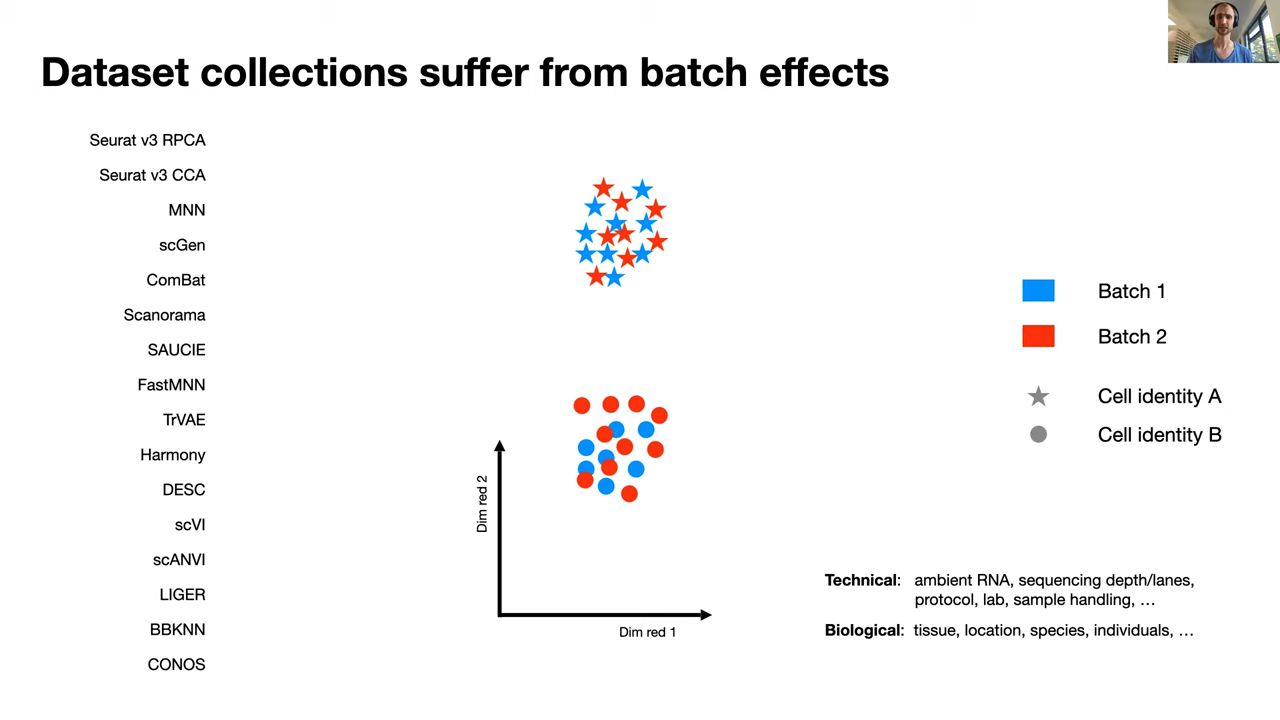 Dataset collections suffer from batch effects
Seurat v3 RPCA
Seurat v3 CCA
MNN
scGen
ComBat
Scanorama
SAUCIE
FastMNN
TrVAE
Harmony
DESC
scVI
scANVI
LIGER
BBKNN
CONOS
Dim red 2
Dim red 1
Batch 1
Batch 2
Cell identity A
Cell identity B
Technical: ambient RNA, sequencing depth/lanes,
protocol, lab, sample handling, …
Biological: tissue, location, species, individuals, …